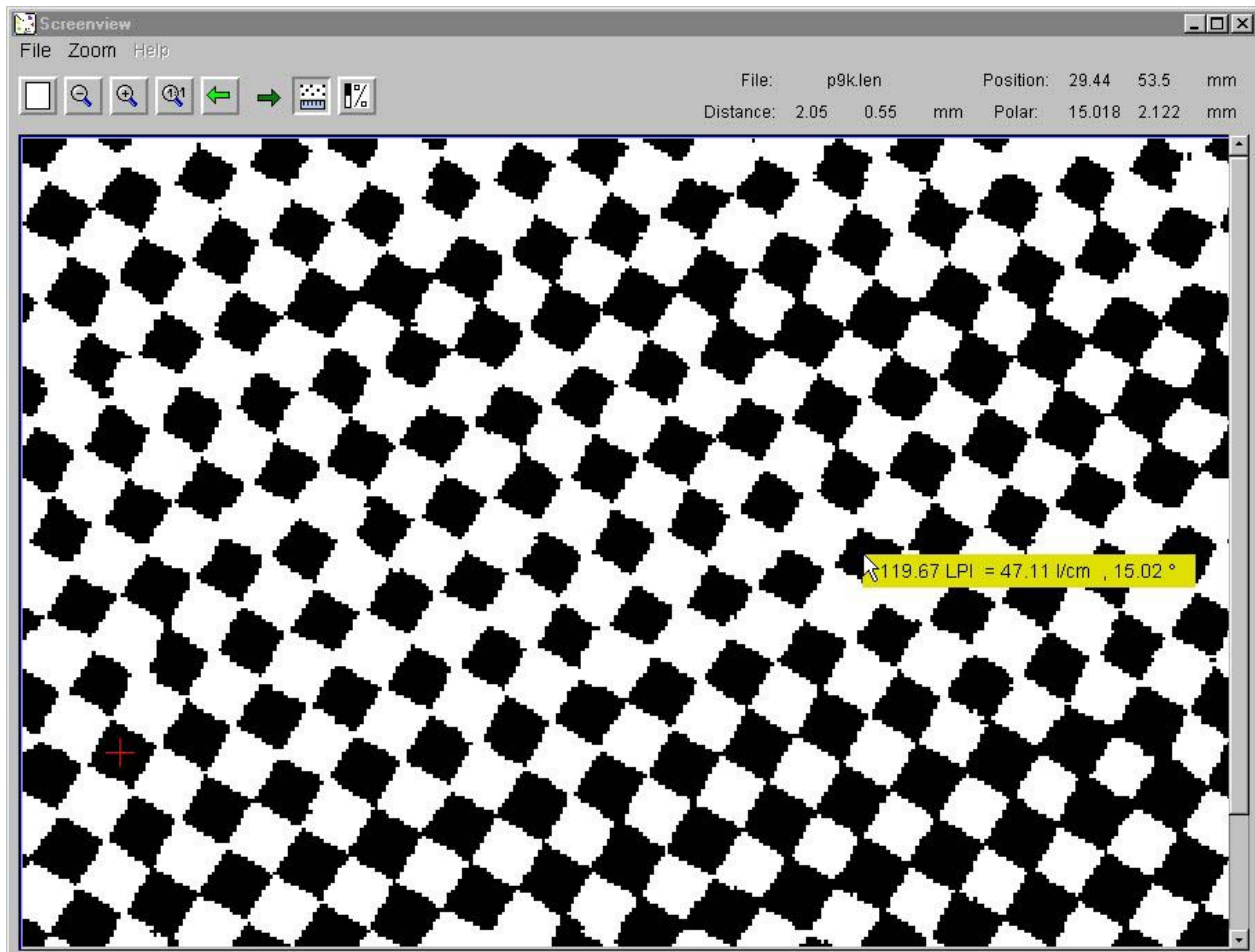 Screenview
File Zoom Help
File: p9k.len Position: 29.44 53.5 mm
Distance: 2.05 0.55 mm Polar: 15.018 2.122 mm
119.67 LPI = 47.11 l/cm , 15.02 °